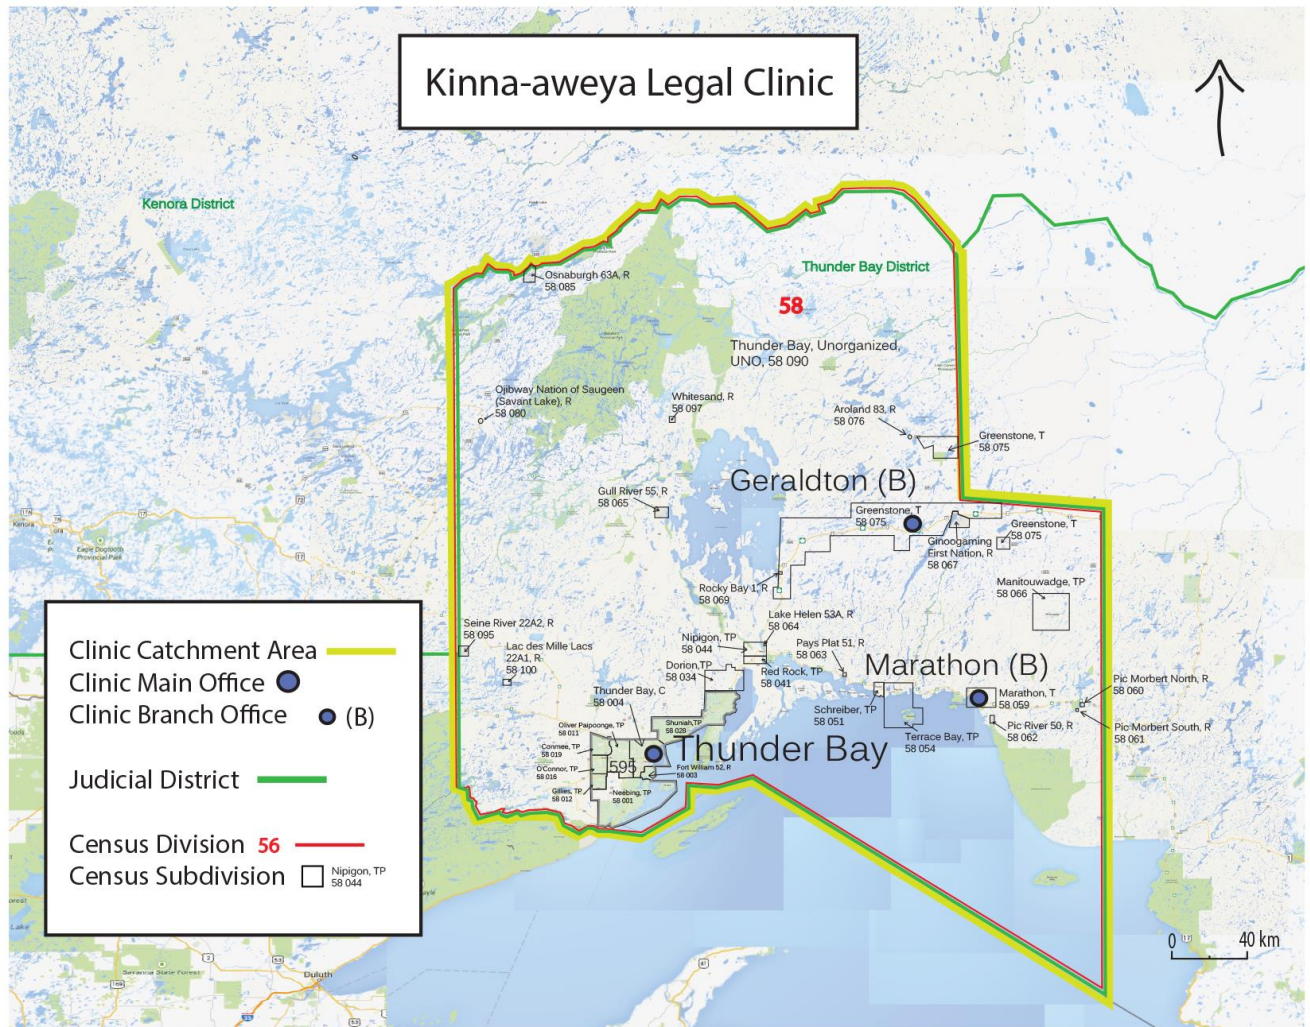 Kinna-aweya Legal Clinic
Kenora District
Thunder Bay District
58
Osnaburgh 63A, R
58 085
Thunder Bay, Unorganized,
UNO, 58 090
Ojibway Nation of Saugeen
(Savant Lake), R
58 080
Whitesand, R
58 097
Aroland 83, R
58 076
Greenstone, T
58 075
Geraldton (B)
Gull River 55, R
58 065
Greenstone, T
58 075
Greenstone, T
58 075
Ginoogaming
First Nation, R
58 067
Rocky Bay 1, R
58 069
Manitouwadge, TP
58 066
Kenora
Eagle Dogtooth
Provincial Park
Seine River 22A2, R
58 095
Lac des Mille Lacs
22A1, R
58 100
Lake Helen 53A, R
58 064
Nipigon, TP
58 044
Pays Plat 51, R
58 063
Dorion,TP
58 034
Red Rock, TP
58 041
Marathon (B)
Marathon, T
58 059
Pic Morbert North, R
58 060
Thunder Bay, C
58 004
Schreiber, TP
58 051
Terrace Bay, TP
58 054
Pic River 50, R
58 062
Pic Morbert South, R
58 061
Oliver Paipoonge, TP
58 011
Shuniah,TP
58 028
Conmee, TP
58 019
Thunder Bay
O'Connor, TP
58 016
595
Fort William 52, R
58 003
Gillies, TP
58 012
Neebing, TP
58 001
Clinic Catchment Area
Clinic Main Office
Clinic Branch Office (B)
Judicial District
Census Division 56
Census Subdivision
Nipigon, TP
58 044
0 40 km
17
Duluth